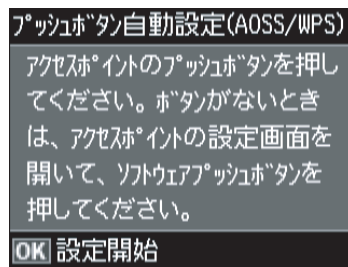 ﾌﾟｯｼｭﾎﾞﾀﾝ自動設定(AOSS/WPS)
ｱｸｾｽﾎﾟｲﾝﾄのﾌﾟｯｼｭﾎﾞﾀﾝを押し
てください。ﾎﾞﾀﾝがないとき
は、ｱｸｾｽﾎﾟｲﾝﾄの設定画面を
開いて、ｿﾌﾄｳｪｱﾌﾟｯｼｭﾎﾞﾀﾝを
押してください。
OK 設定開始